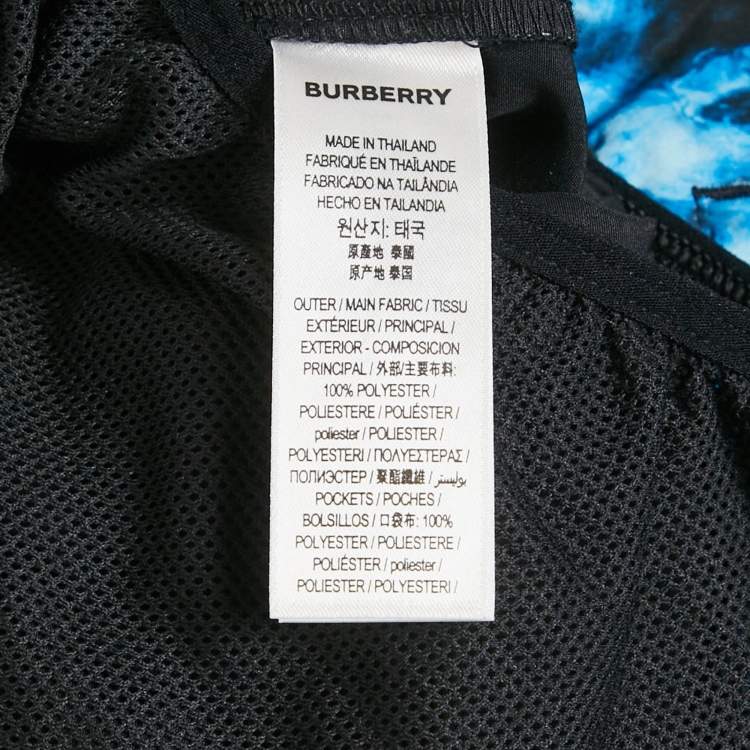 BURBERRY
MADE IN THAILAND
FABRIQUÉ EN THAÏLANDE
FABRICADO NA TAILÂNDIA
HECHO EN TAILANDIA
원산지: 태국
原產地 泰國
原产地 泰国
OUTER / MAIN FABRIC / TISSU
EXTÉRIEUR / PRINCIPAL /
EXTERIOR - COMPOSICION
PRINCIPAL / 外部/主要布料:
100% POLYESTER /
POLIESTERE / POLIÉSTER /
poliester / POLIESTER /
POLYESTERI / ΠΟΛΥΕΣΤΕΡΑΣ /
ПОЛИЭСТЕР / 聚酯纖維 / بوليستر /
POCKETS / POCHES /
BOLSILLOS / 口袋布: 100%
POLYESTER / POLIESTERE /
POLIÉSTER / poliester /
POLIESTER / POLYESTERI /